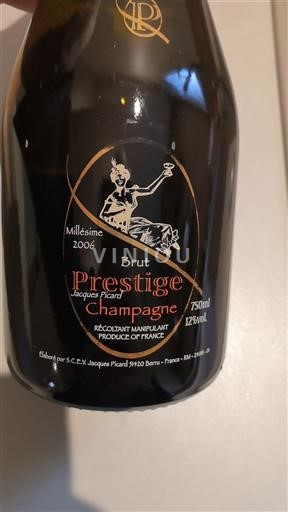 Millésime
2006
VINIOU
Brut
Prestige
Jacques Picard
Champagne
750ml
12%vol.
RÉCOLTANT MANIPULANT
PRODUCE OF FRANCE
Élaboré par S.C.E.V. Jacques Picard 51420 Berru - France - RM -